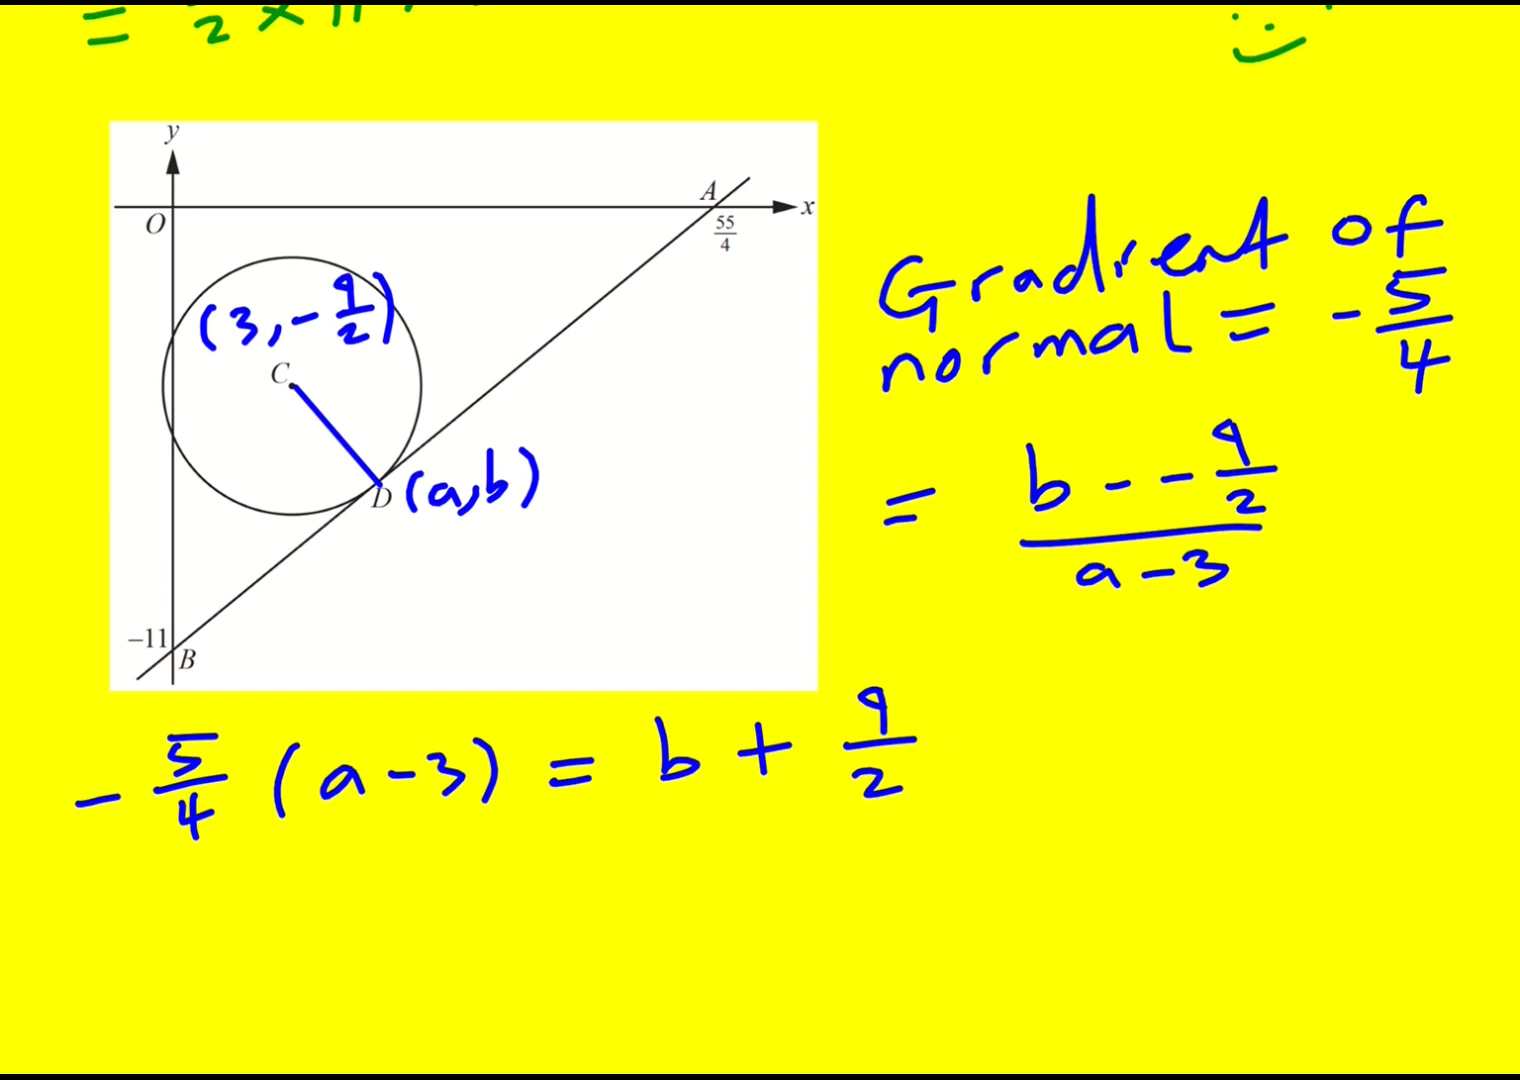 = 2 × π
y
A
x
O
55/4
(3, -9/2)
C
D (a,b)
-11
B
Gradient of
normal = -5/4
= b - -9/2 / a - 3
-5/4 (a - 3) = b + 9/2